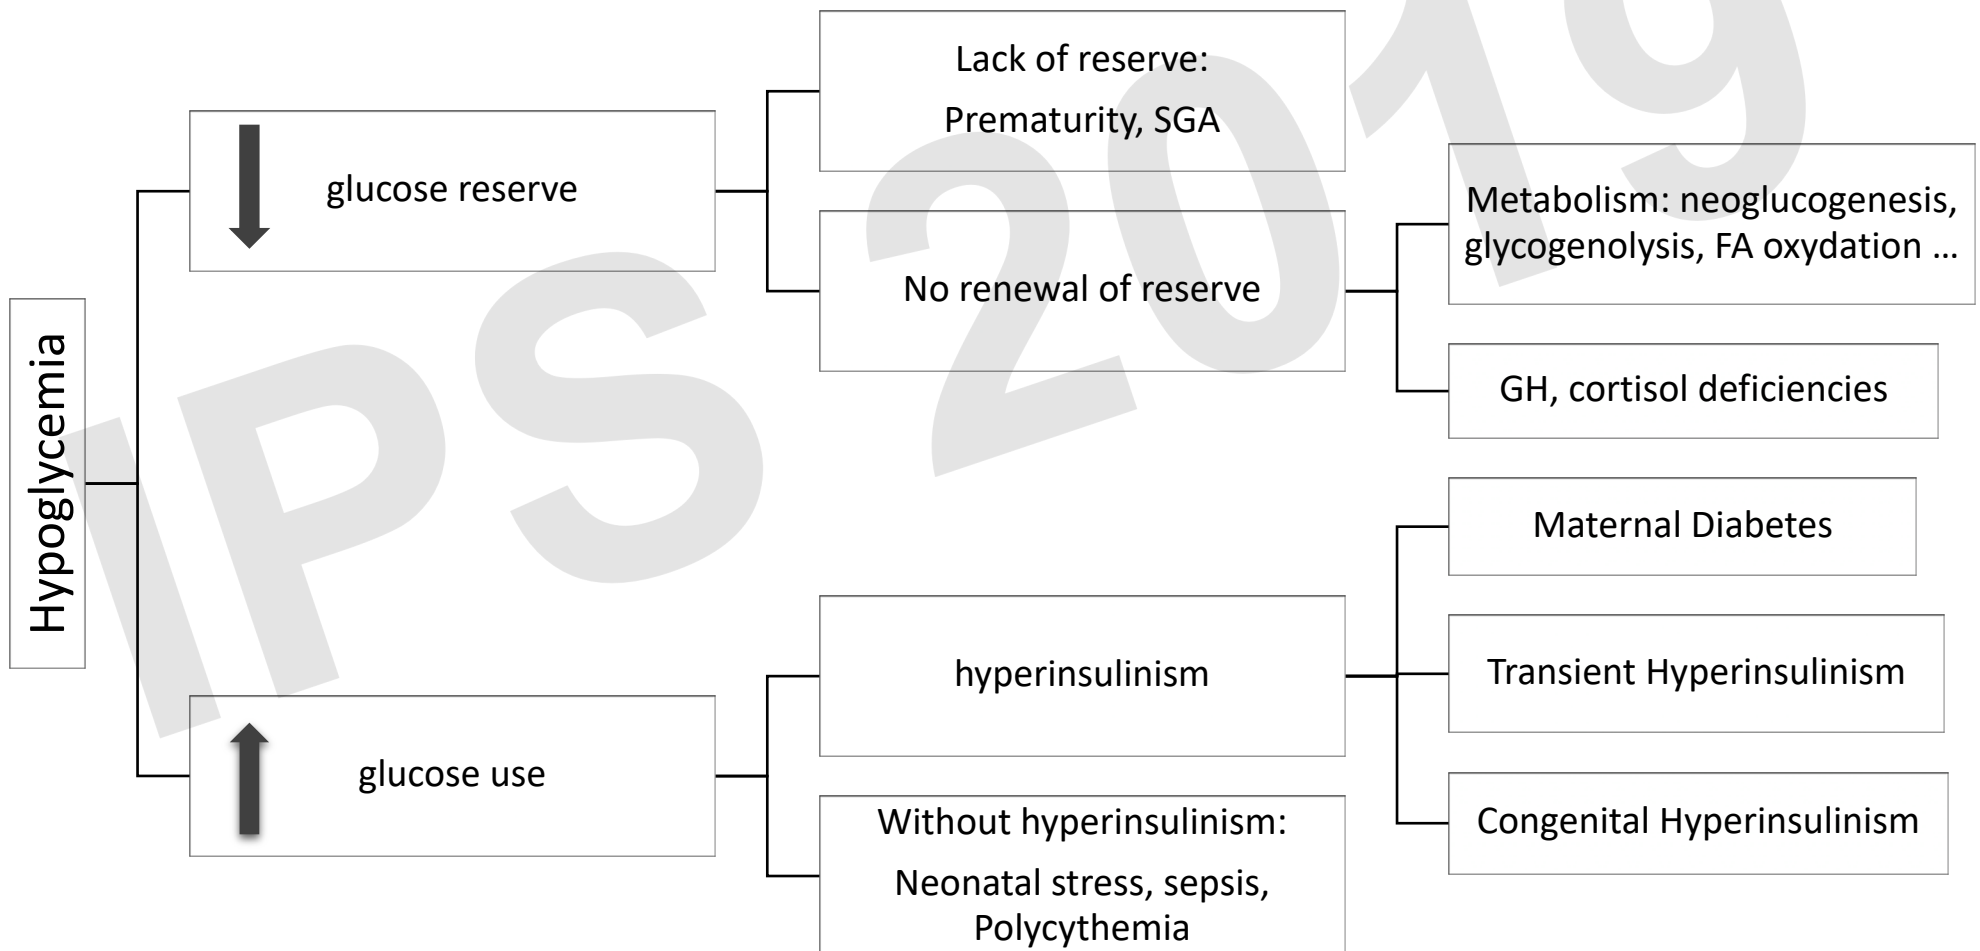 Hypoglycemia
glucose reserve
Lack of reserve:
Prematurity, SGA
No renewal of reserve
Metabolism: neoglucogenesis,
glycogenolysis, FA oxydation ...
GH, cortisol deficiencies
glucose use
hyperinsulinism
Maternal Diabetes
Transient Hyperinsulinism
Congenital Hyperinsulinism
Without hyperinsulinism:
Neonatal stress, sepsis,
Polycythemia
IPS 2019